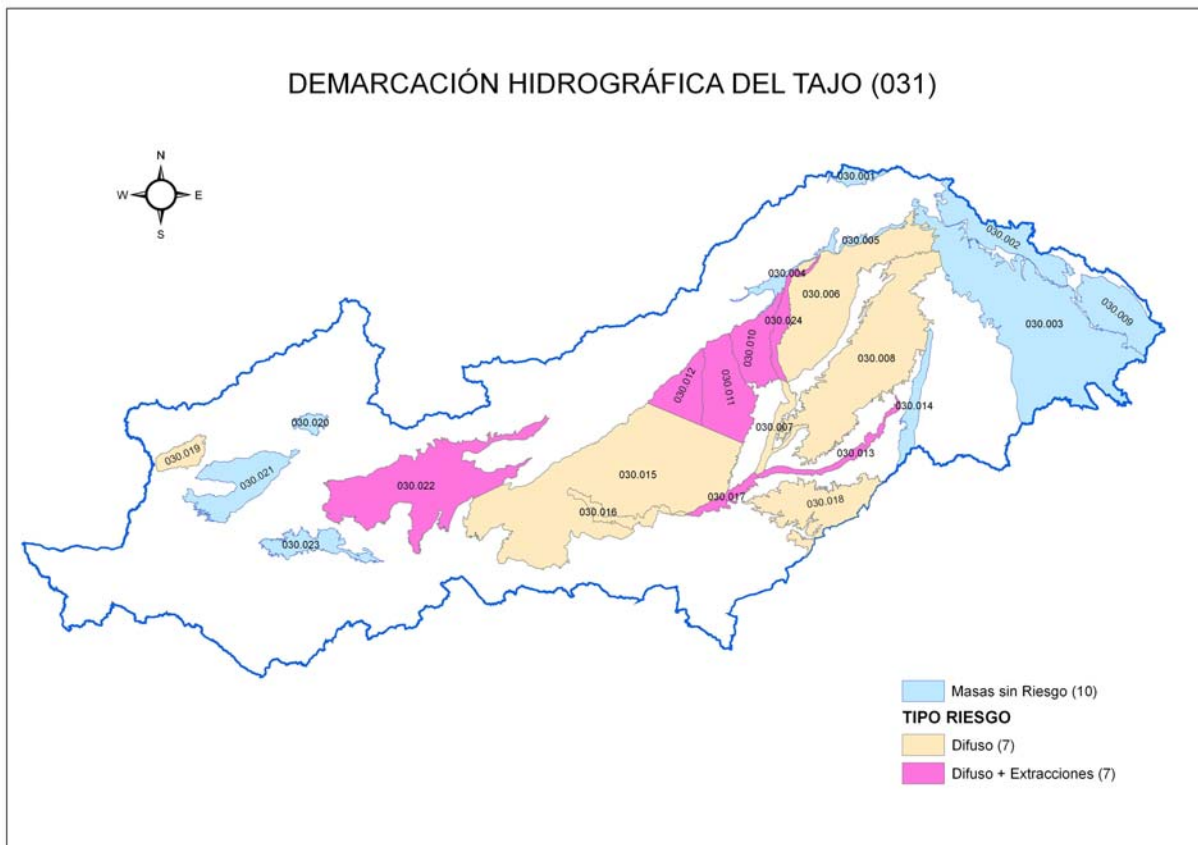 DEMARCACIÓN HIDROGRÁFICA DEL TAJO (031)
N
W
E
S
030.001
030.002
030.005
030.004
030.006
030.009
030.003
030.024
030.010
030.008
030.012
030.011
030.014
030.020
030.007
030.013
030.019
030.021
030.015
030.022
030.017
030.018
030.016
030.023
Masas sin Riesgo (10)
TIPO RIESGO
Difuso (7)
Difuso + Extracciones (7)